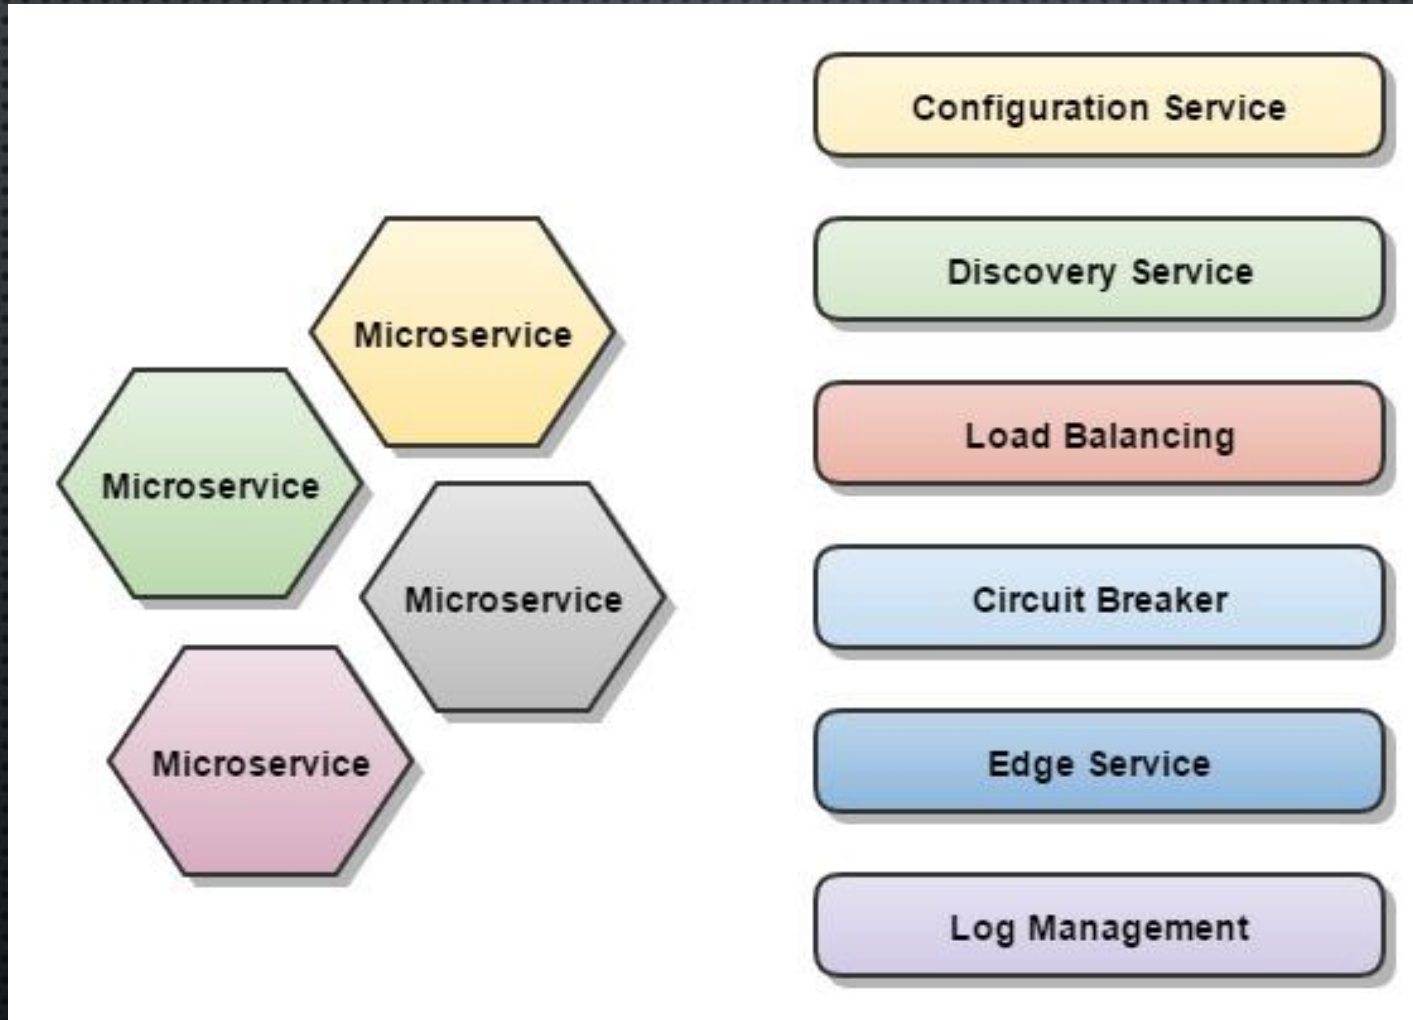 Configuration Service
Discovery Service
Load Balancing
Circuit Breaker
Edge Service
Log Management
Microservice
Microservice
Microservice
Microservice